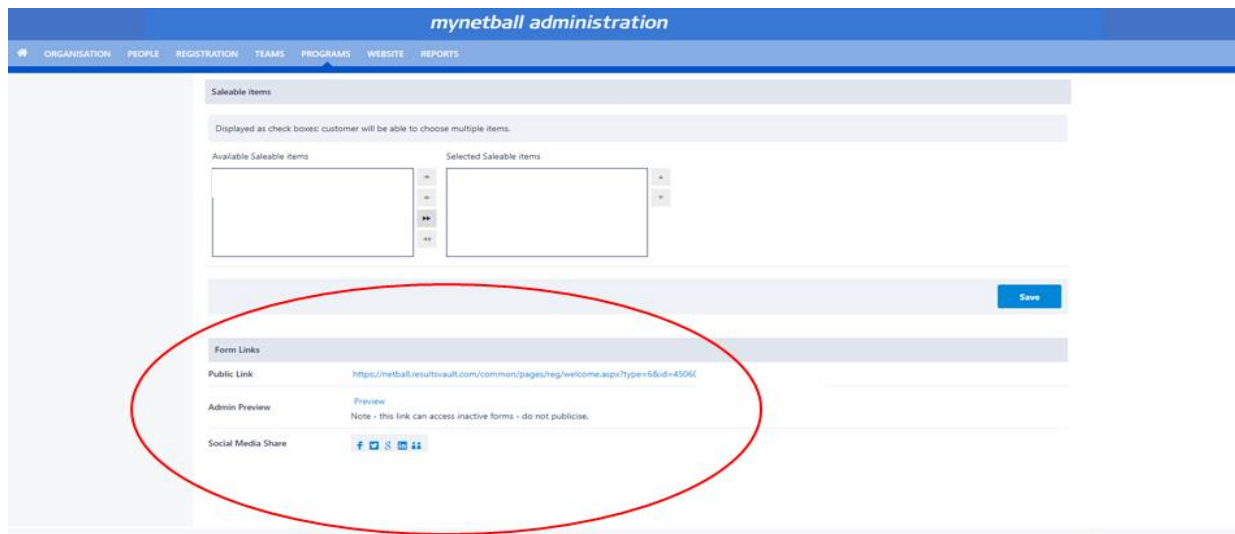 mynetball administration
ORGANISATION PEOPLE REGISTRATION TEAMS PROGRAMS WEBSITE REPORTS
Saleable items
Displayed as check boxes: customer will be able to choose multiple items.
Available Saleable items Selected Saleable items
Save
Form Links
Public Link https://netball.resultsvault.com/common/pages/reg/welcome.aspx?type=6&id=4506
Admin Preview Preview
Note - this link can access inactive forms - do not publicise.
Social Media Share